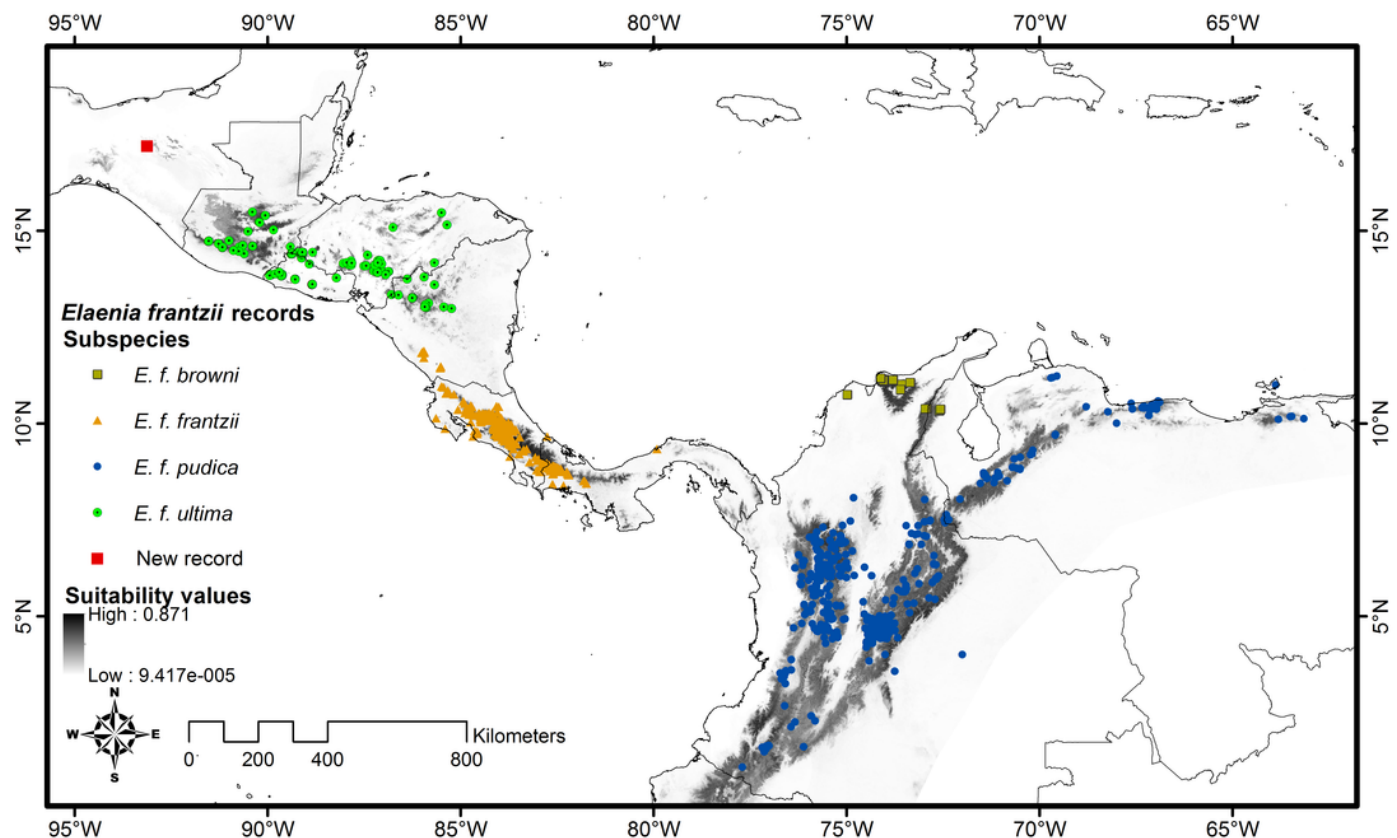 95°W 90°W 85°W 80°W 75°W 70°W 65°W
15°N 15°N
Elaenia frantzii records
Subspecies
E. f. browni
E. f. frantzii
10°N
E. f. pudica
E. f. ultima
New record
Suitability values
High : 0.871
5°N 5°N
Low : 9.417e-005
N
W E
S
Kilometers
0 200 400 800
95°W 90°W 85°W 80°W 75°W 70°W 65°W
10°N